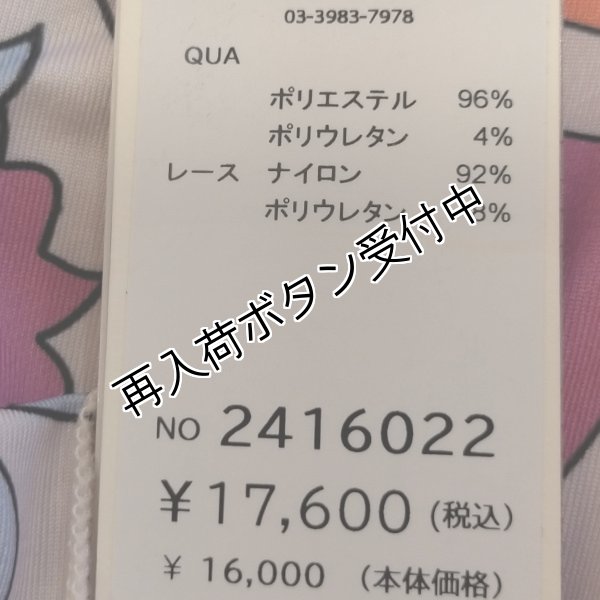 03-3983-7978
QUA
ポリエステル 96%
ポリウレタン 4%
レース ナイロン 92%
ポリウレタン 8%
再入荷ボタン受付中
NO 2416022
¥17,600 (税込)
¥ 16,000 (本体価格)